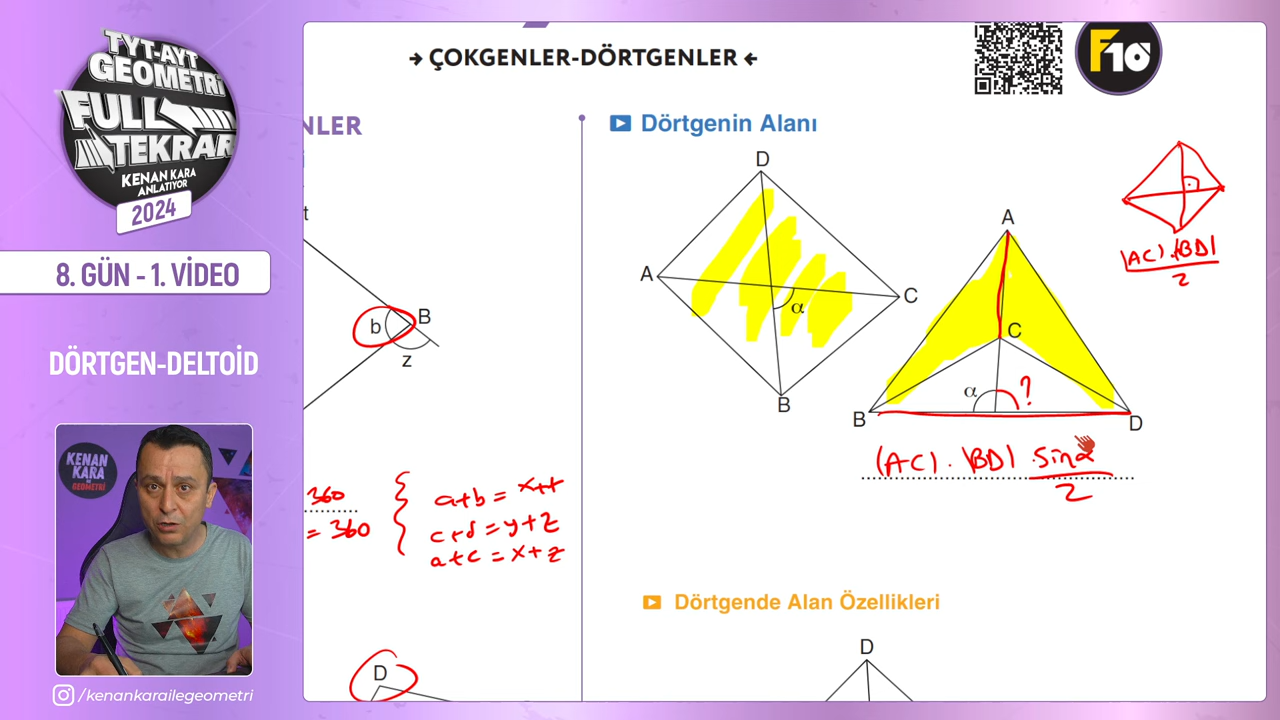 TYT-AYT
GEOMETRİ
FULL
TEKRAR
KENAN KARA
ANLATIYOR
2024
8. GÜN - 1. VİDEO
DÖRTGEN-DELTOİD
KENAN
KARA
GEOMETRİ
/kenankarailegeometri
→ ÇOKGENLER-DÖRTGENLER ←
F10
NLER
t
b
B
z
360
= 360
a+b = x+t
c+d = y+z
a+c = x+z
D
Dörtgenin Alanı
D
A
C
α
B
A
C
α
?
B
D
|AC|.|BD|
2
|AC|.|BD|.sinα
2
Dörtgende Alan Özellikleri
D